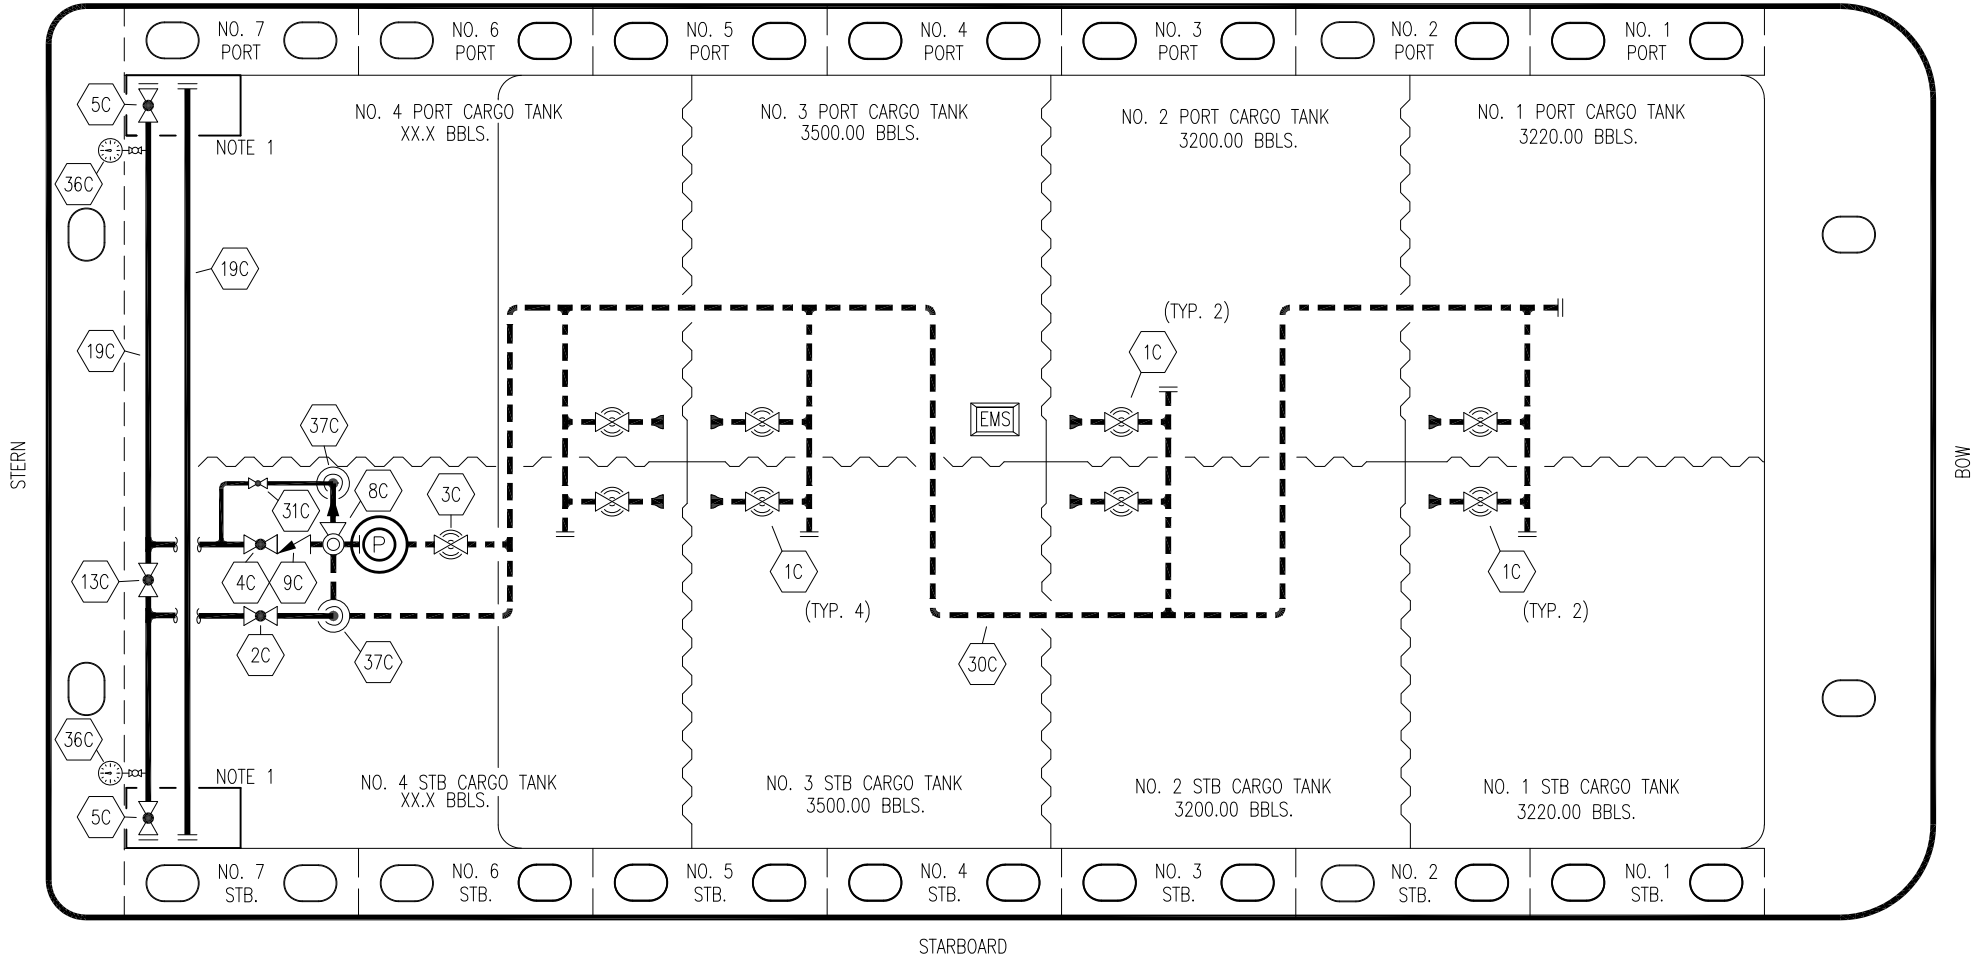 NO. 7
PORT
NO. 6
PORT
NO. 5
PORT
NO. 4
PORT
NO. 3
PORT
NO. 2
PORT
NO. 1
PORT
5C
NO. 4 PORT CARGO TANK
XX.X BBLS.
NO. 3 PORT CARGO TANK
3500.00 BBLS.
NO. 2 PORT CARGO TANK
3200.00 BBLS.
NO. 1 PORT CARGO TANK
3220.00 BBLS.
NOTE 1
36C
19C
19C
(TYP. 2)
1C
EMS
37C
8C
3C
31C
P
STERN
BOW
13C
4C
9C
1C
(TYP. 4)
1C
(TYP. 2)
2C
37C
30C
36C
NOTE 1
5C
NO. 4 STB CARGO TANK
XX.X BBLS.
NO. 3 STB CARGO TANK
3500.00 BBLS.
NO. 2 STB CARGO TANK
3200.00 BBLS.
NO. 1 STB CARGO TANK
3220.00 BBLS.
NO. 7
STB.
NO. 6
STB.
NO. 5
STB.
NO. 4
STB.
NO. 3
STB.
NO. 2
STB.
NO. 1
STB.
STARBOARD